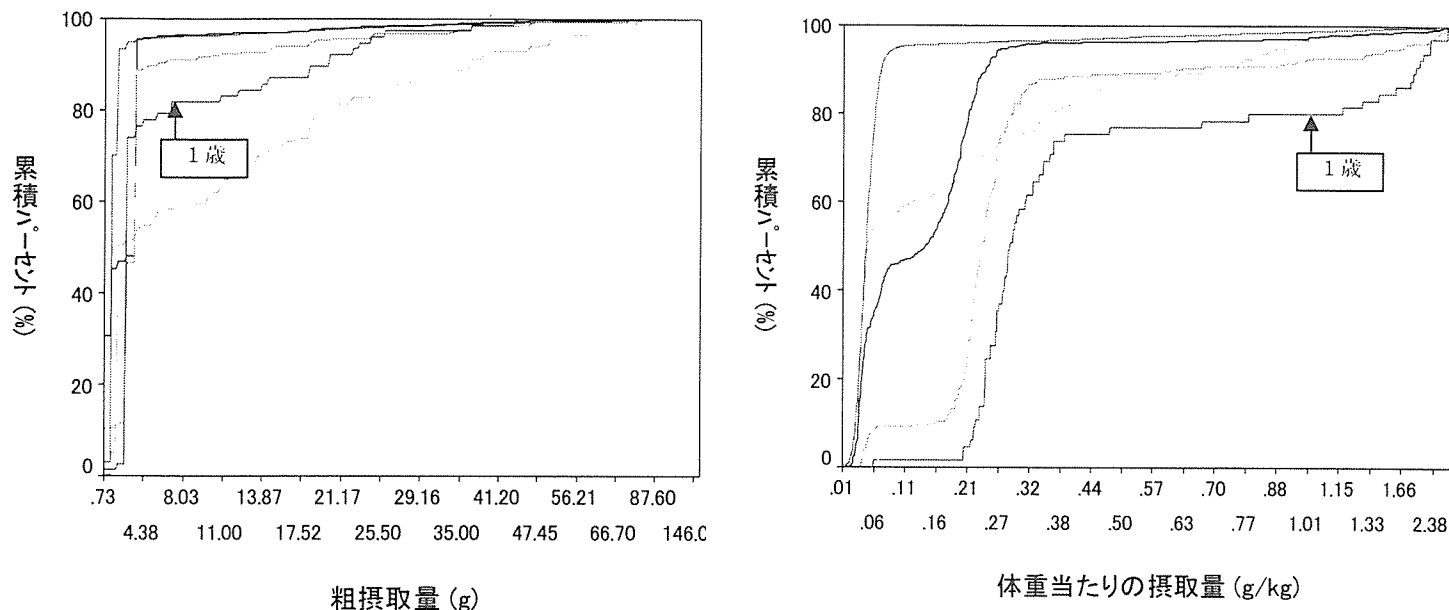 100
80
60
40
20
0
累積パーセント (%)
1歳
.73 8.03 13.87 21.17 29.16 41.20 56.21 87.60
4.38 11.00 17.52 25.50 35.00 47.45 66.70 146.0
粗摂取量 (g)
100
80
60
40
20
0
累積パーセント (%)
1歳
.01 .11 .21 .32 .44 .57 .70 .88 1.15 1.66
.06 .16 .27 .38 .50 .63 .77 1.01 1.33 2.38
体重当たりの摂取量 (g/kg)